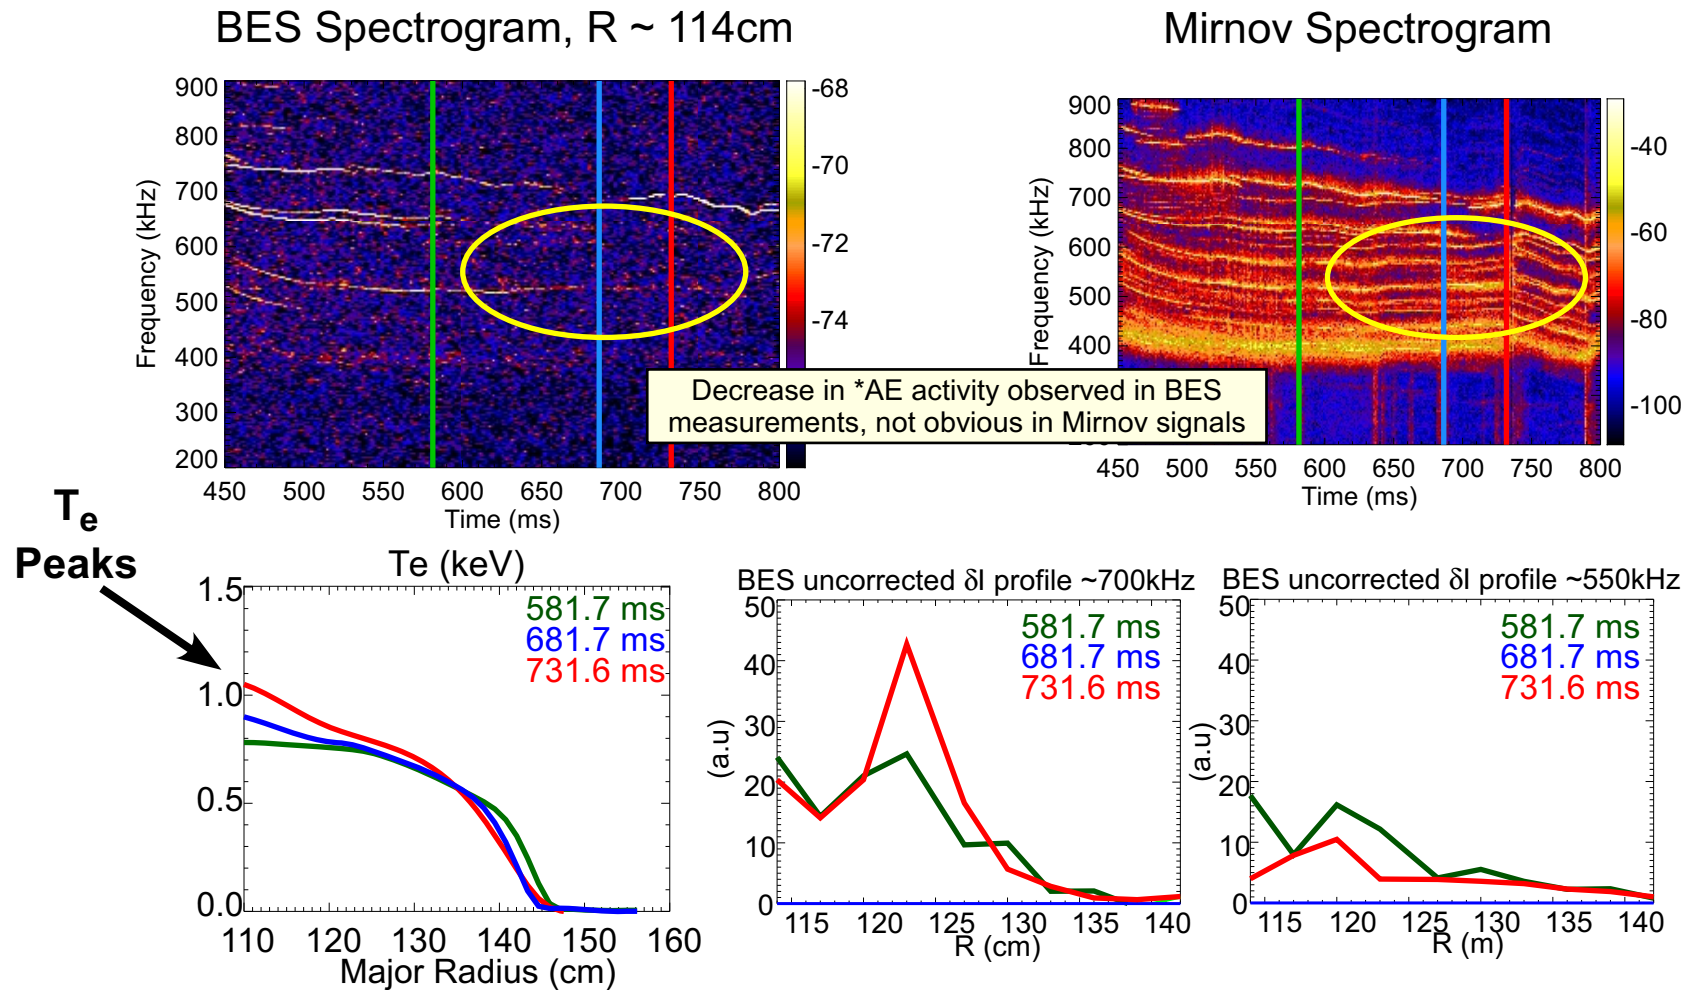 BES Spectrogram, R ~ 114cm
Mirnov Spectrogram
900
800
700
600
500
400
300
200
Frequency (kHz)
450 500 550 600 650 700 750 800
Time (ms)
-68
-70
-72
-74
900
800
700
600
500
400
Frequency (kHz)
450 500 550 600 650 700 750 800
Time (ms)
-40
-60
-80
-100
Decrease in *AE activity observed in BES
measurements, not obvious in Mirnov signals
Te
Peaks
Te (keV)
1.5
1.0
0.5
0.0
581.7 ms
681.7 ms
731.6 ms
110 120 130 140 150 160
Major Radius (cm)
BES uncorrected δI profile ~700kHz
50
40
30
20
10
0
(a.u)
581.7 ms
681.7 ms
731.6 ms
115 120 125 130 135 140
R (cm)
BES uncorrected δI profile ~550kHz
50
40
30
20
10
0
(a.u)
581.7 ms
681.7 ms
731.6 ms
115 120 125 130 135 140
R (m)